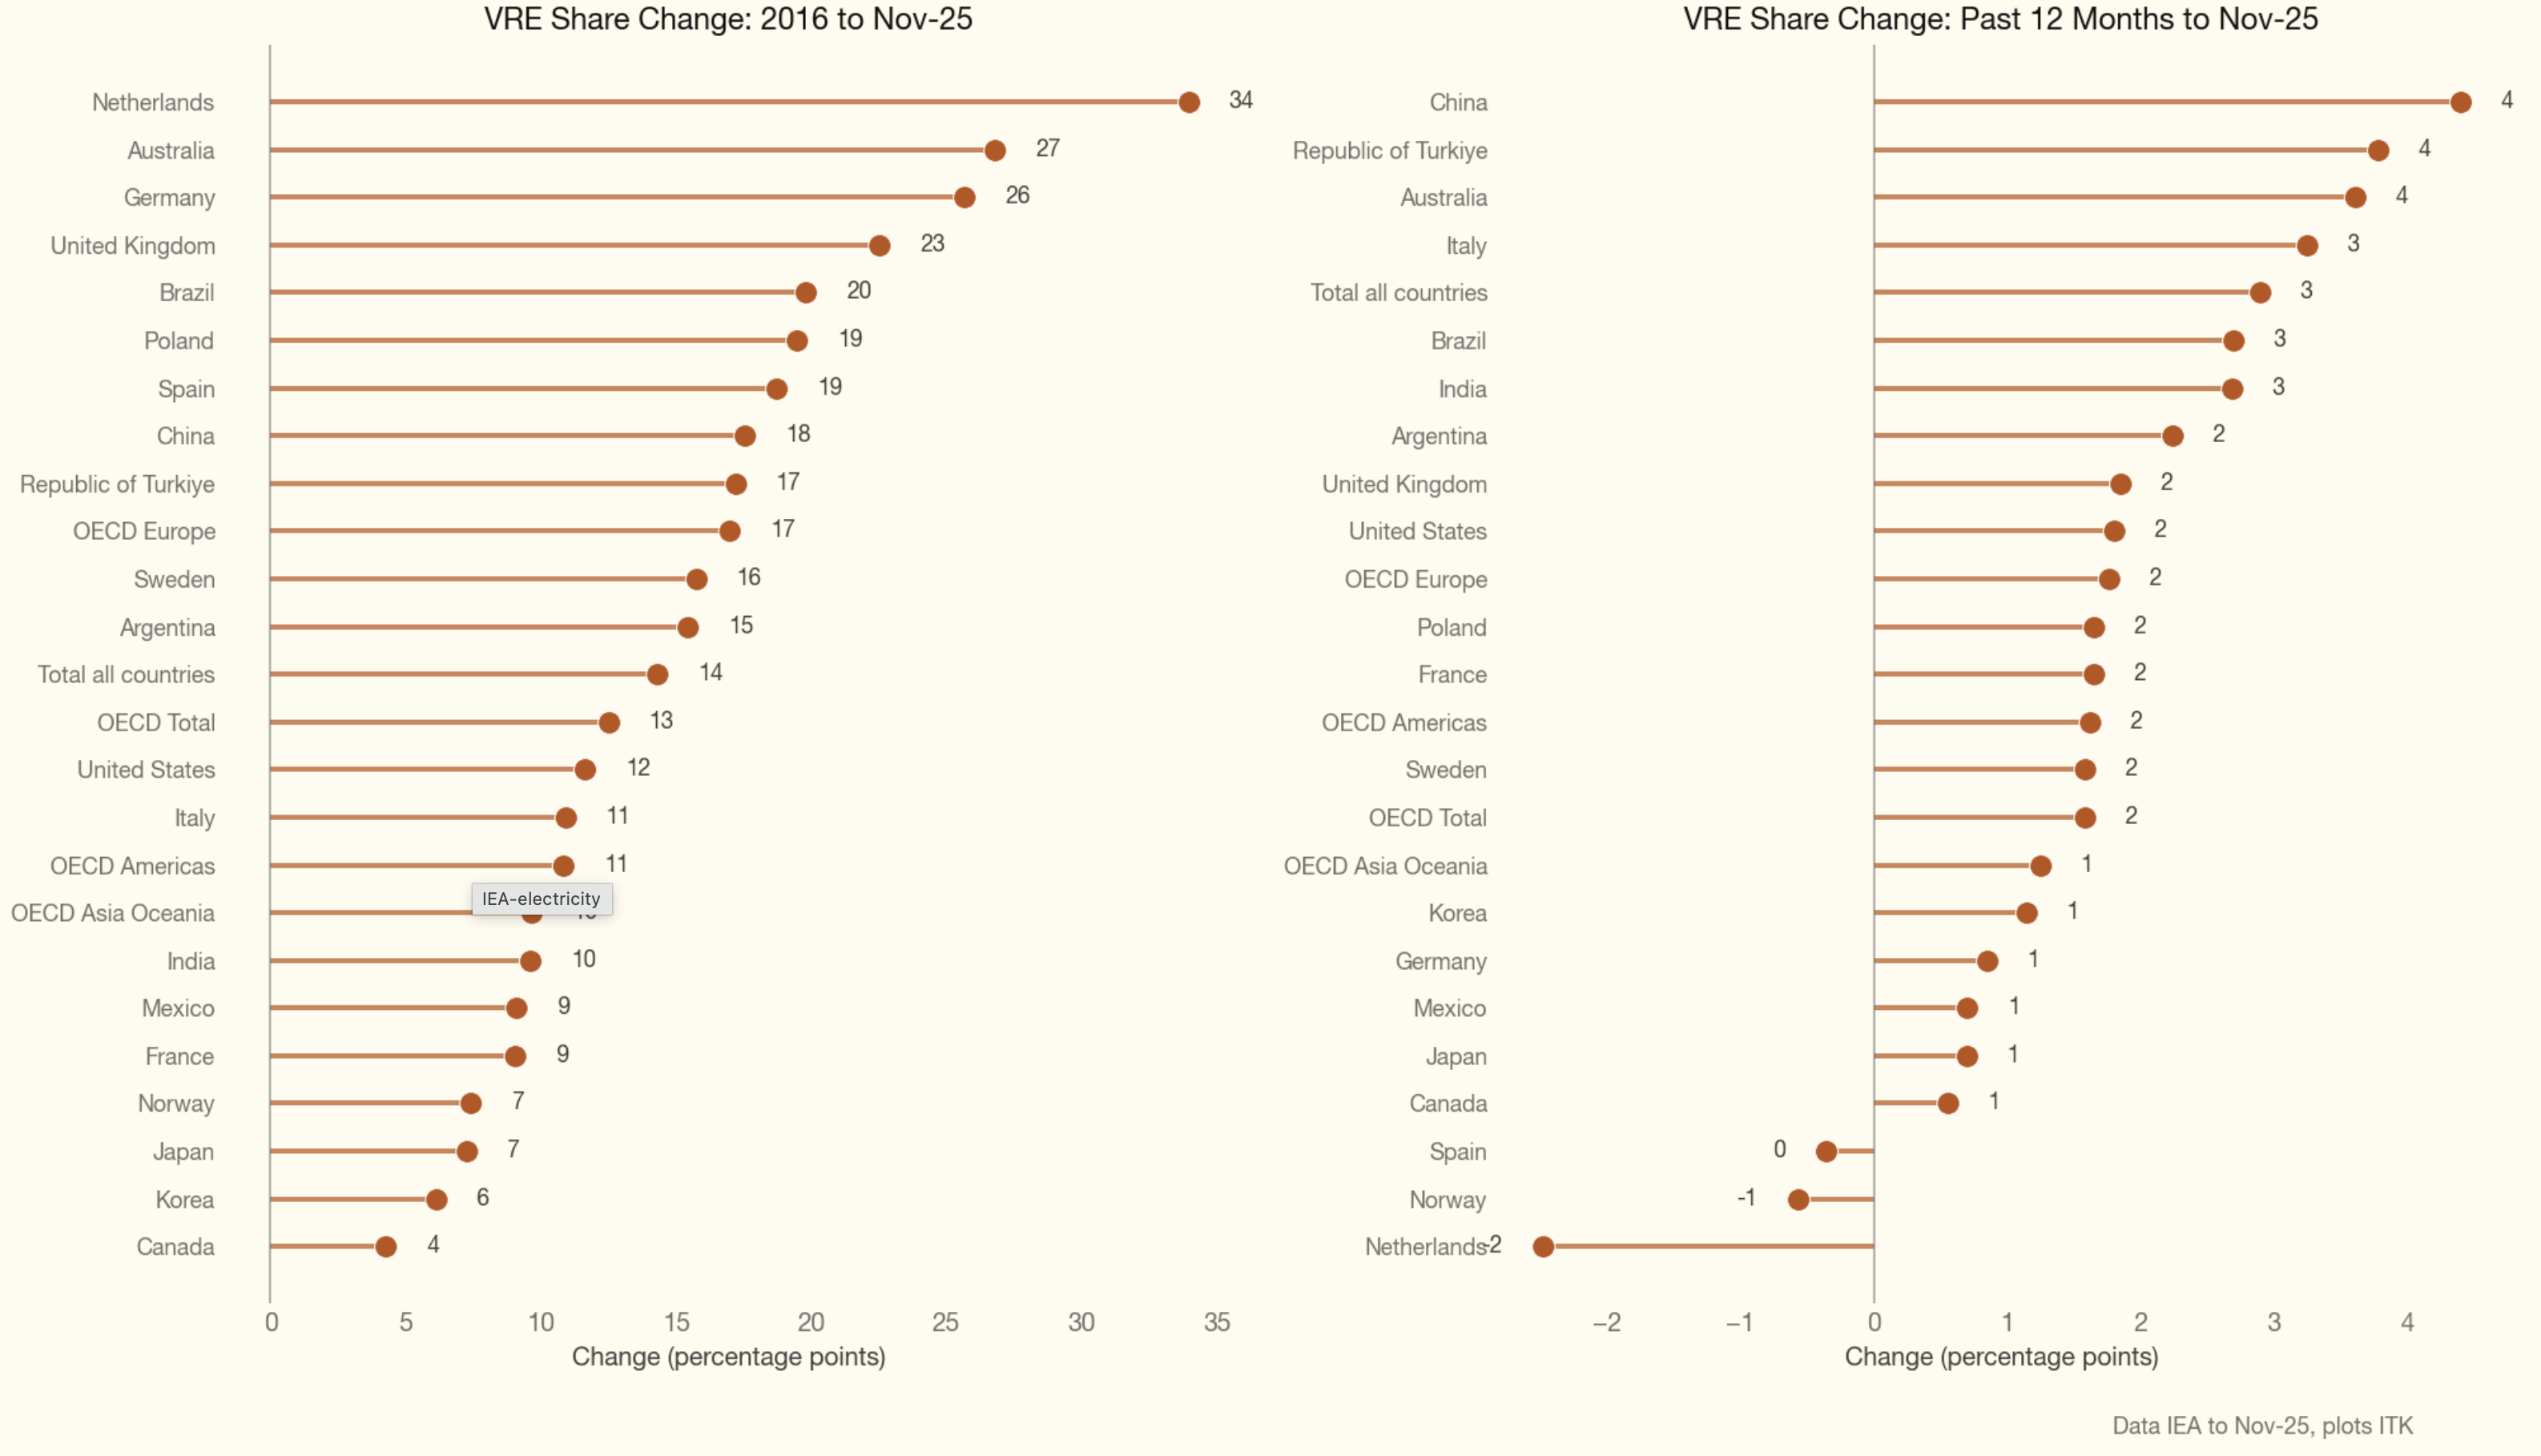 VRE Share Change: 2016 to Nov-25
Netherlands 34
Australia 27
Germany 26
United Kingdom 23
Brazil 20
Poland 19
Spain 19
China 18
Republic of Turkiye 17
OECD Europe 17
Sweden 16
Argentina 15
Total all countries 14
OECD Total 13
United States 12
Italy 11
OECD Americas 11
IEA-electricity
OECD Asia Oceania
India 10
Mexico 9
France 9
Norway 7
Japan 7
Korea 6
Canada 4
0 5 10 15 20 25 30 35
Change (percentage points)
VRE Share Change: Past 12 Months to Nov-25
China 4
Republic of Turkiye 4
Australia 4
Italy 3
Total all countries 3
Brazil 3
India 3
Argentina 2
United Kingdom 2
United States 2
OECD Europe 2
Poland 2
France 2
OECD Americas 2
Sweden 2
OECD Total 2
OECD Asia Oceania 1
Korea 1
Germany 1
Mexico 1
Japan 1
Canada 1
Spain 0
Norway -1
Netherlands -2
−2 −1 0 1 2 3 4
Change (percentage points)
Data IEA to Nov-25, plots ITK